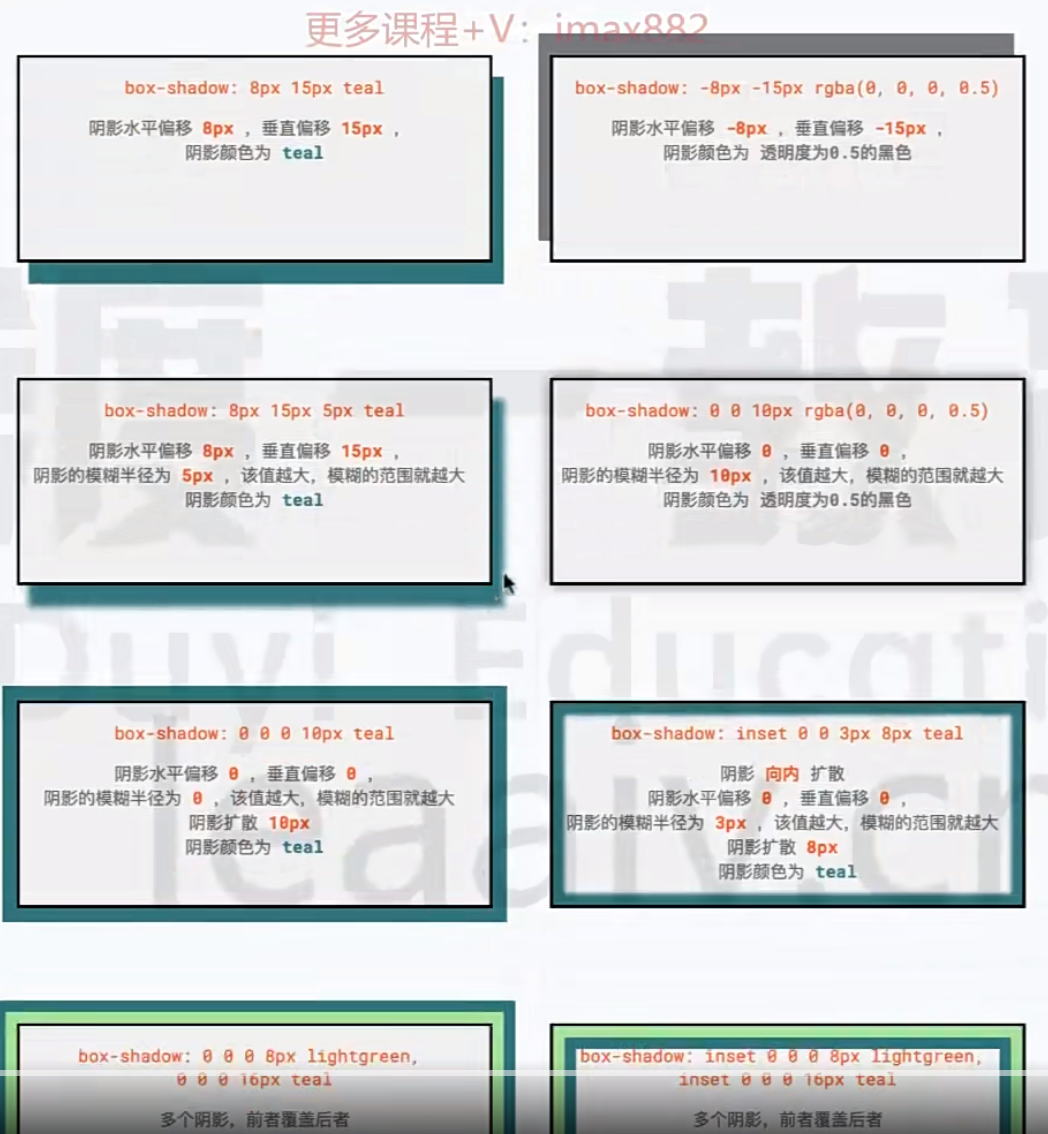 更多课程+V：imax882
box-shadow: 8px 15px teal
阴影水平偏移 8px ，垂直偏移 15px ，
阴影颜色为 teal
box-shadow: -8px -15px rgba(0, 0, 0, 0.5)
阴影水平偏移 -8px ，垂直偏移 -15px ，
阴影颜色为 透明度为0.5的黑色
box-shadow: 8px 15px 5px teal
阴影水平偏移 8px ，垂直偏移 15px ，
阴影的模糊半径为 5px ，该值越大，模糊的范围就越大
阴影颜色为 teal
box-shadow: 0 0 10px rgba(0, 0, 0, 0.5)
阴影水平偏移 0 ，垂直偏移 0 ，
阴影的模糊半径为 10px ，该值越大，模糊的范围就越大
阴影颜色为 透明度为0.5的黑色
box-shadow: 0 0 0 10px teal
阴影水平偏移 0 ，垂直偏移 0 ，
阴影的模糊半径为 0 ，该值越大，模糊的范围就越大
阴影扩散 10px
阴影颜色为 teal
box-shadow: inset 0 0 3px 8px teal
阴影 向内 扩散
阴影水平偏移 0 ，垂直偏移 0 ，
阴影的模糊半径为 3px ，该值越大，模糊的范围就越大
阴影扩散 8px
阴影颜色为 teal
box-shadow: 0 0 0 8px lightgreen,
0 0 0 16px teal
多个阴影，前者覆盖后者
box-shadow: inset 0 0 0 8px lightgreen,
inset 0 0 0 16px teal
多个阴影，前者覆盖后者
Duyi Educati